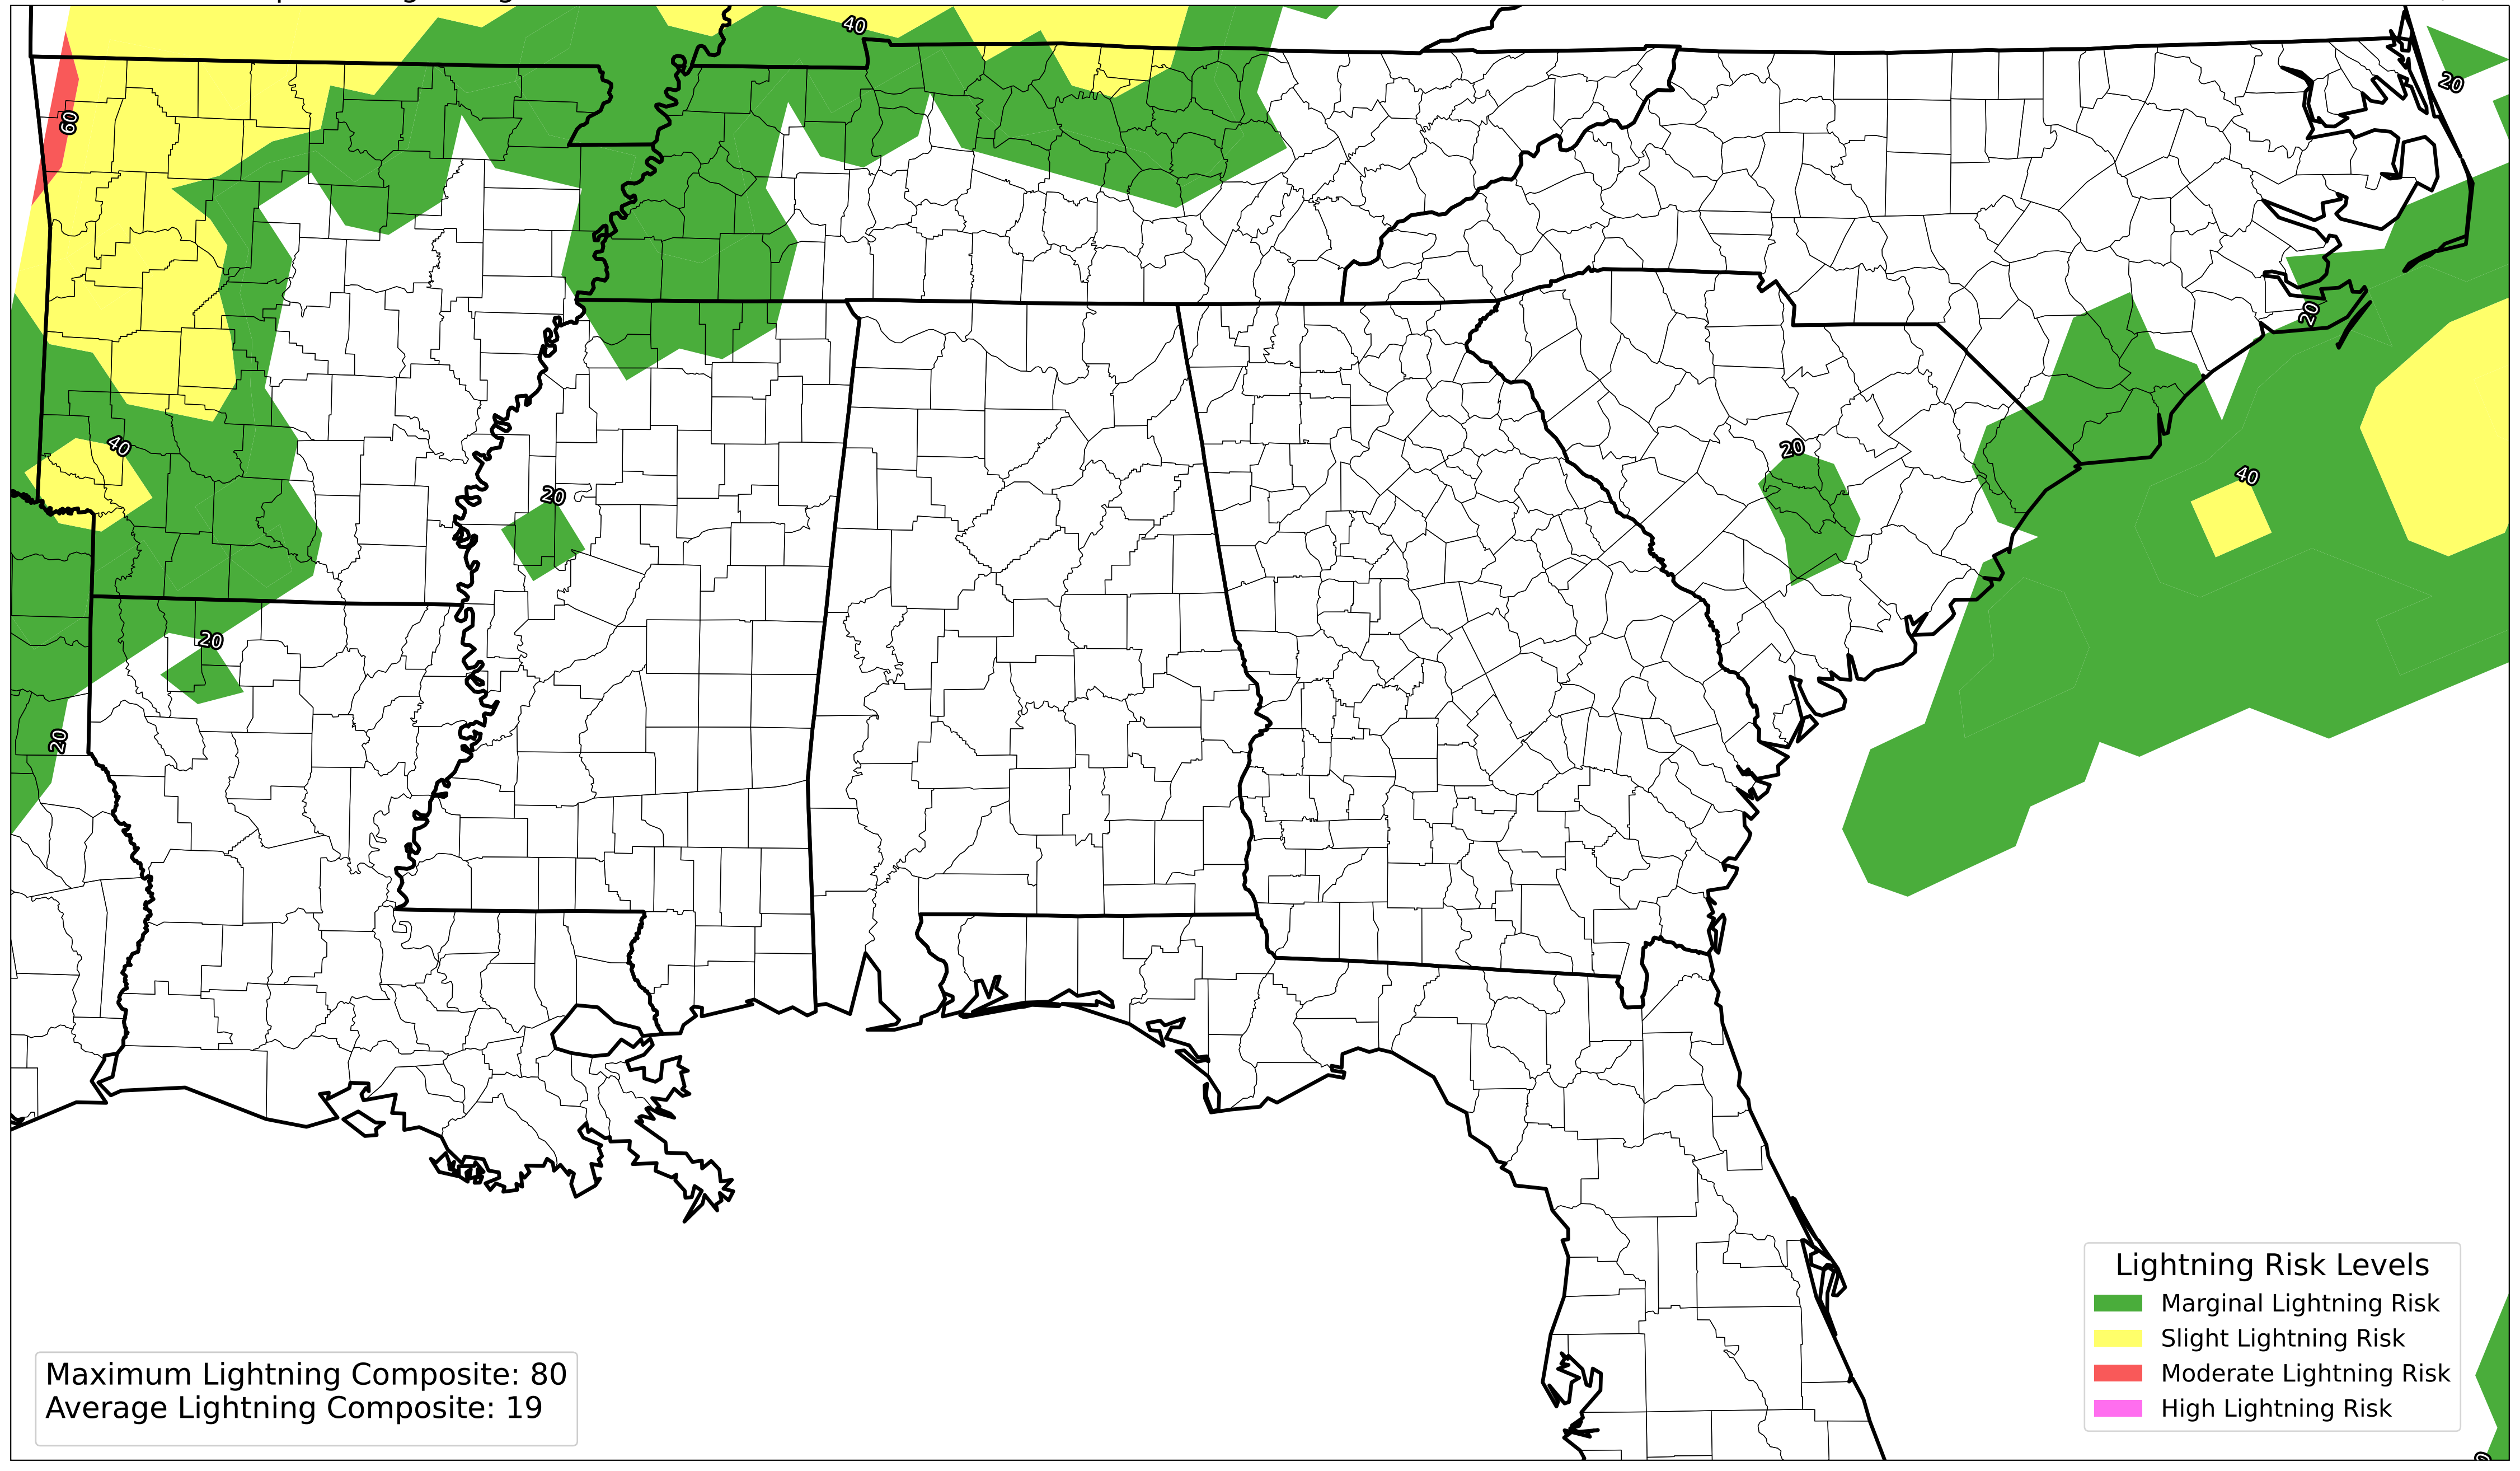 40
20
60
20
40
20
20
40
20
20
20
Lightning Risk Levels
Marginal Lightning Risk
Slight Lightning Risk
Moderate Lightning Risk
High Lightning Risk
Maximum Lightning Composite: 80
Average Lightning Composite: 19